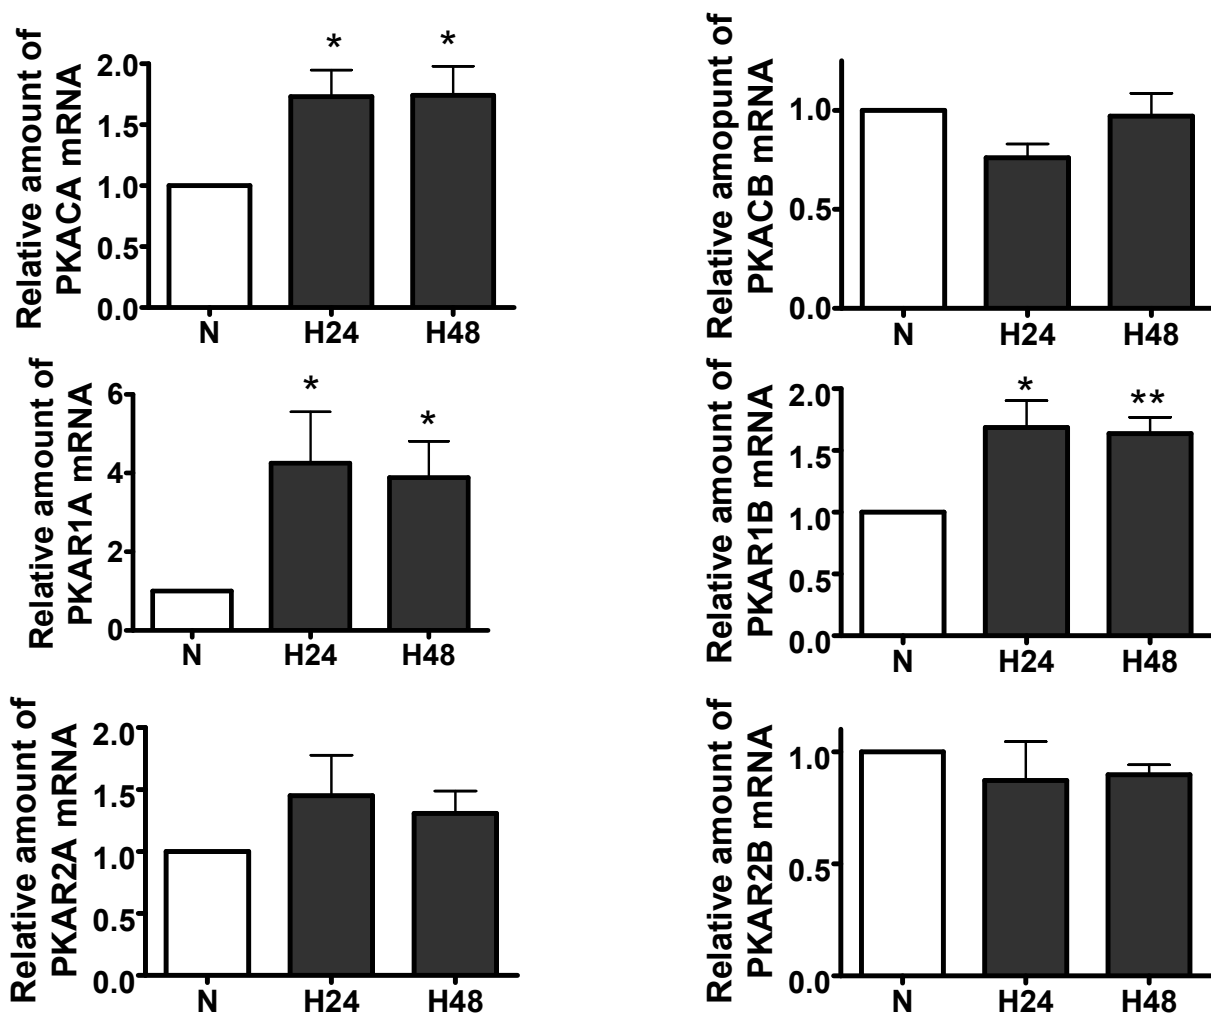 Relative amount of
PKACA mRNA
2.0
1.5
1.0
0.5
0.0
*
*
N H24 H48
Relative amopunt of
PKACB mRNA
1.0
0.5
0.0
N H24 H48
Relative amount of
PKAR1A mRNA
6
4
2
0
*
*
N H24 H48
Relative amount of
PKAR1B mRNA
2.0
1.5
1.0
0.5
0.0
*
**
N H24 H48
Relative amount of
PKAR2A mRNA
2.0
1.5
1.0
0.5
0.0
N H24 H48
Relative amount of
PKAR2B mRNA
1.0
0.5
0.0
N H24 H48